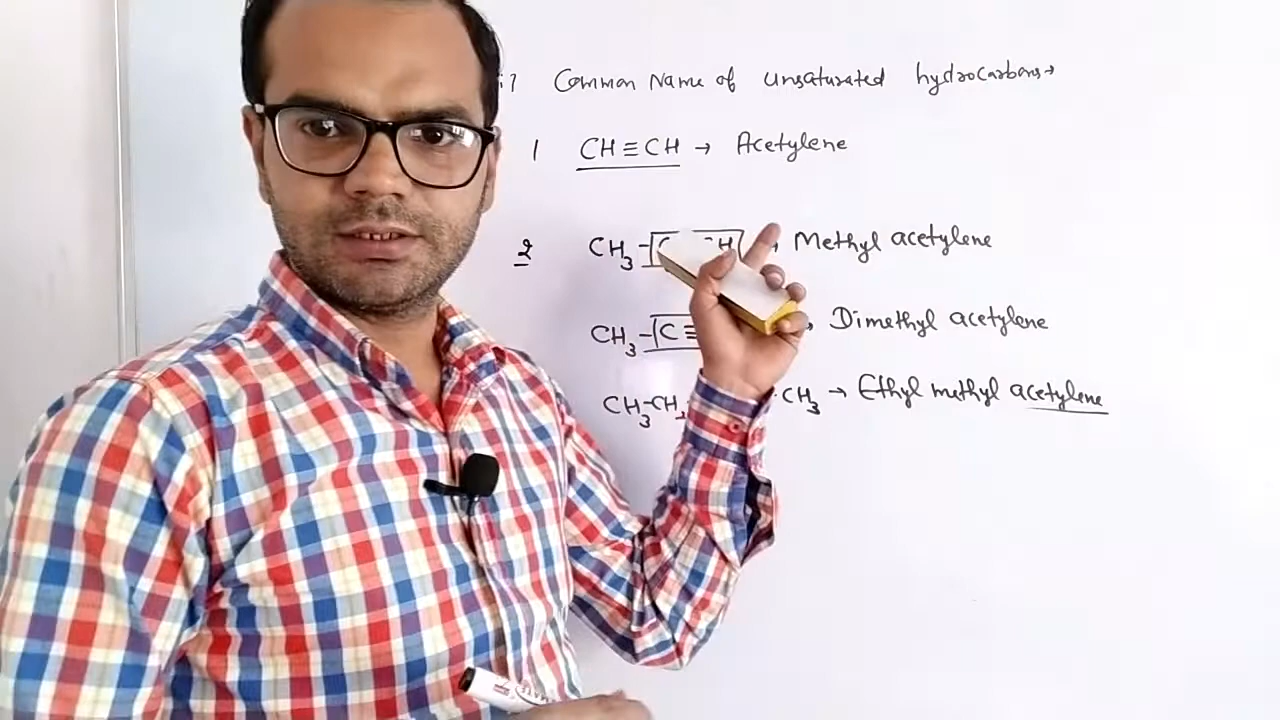 Common Name of unsaturated hydrocarbons→
1 CH≡CH → Acetylene
2 CH3- H Methyl acetylene
CH3-C≡ Dimethyl acetylene
CH3-CH2 CH3 → Ethyl methyl acetylene